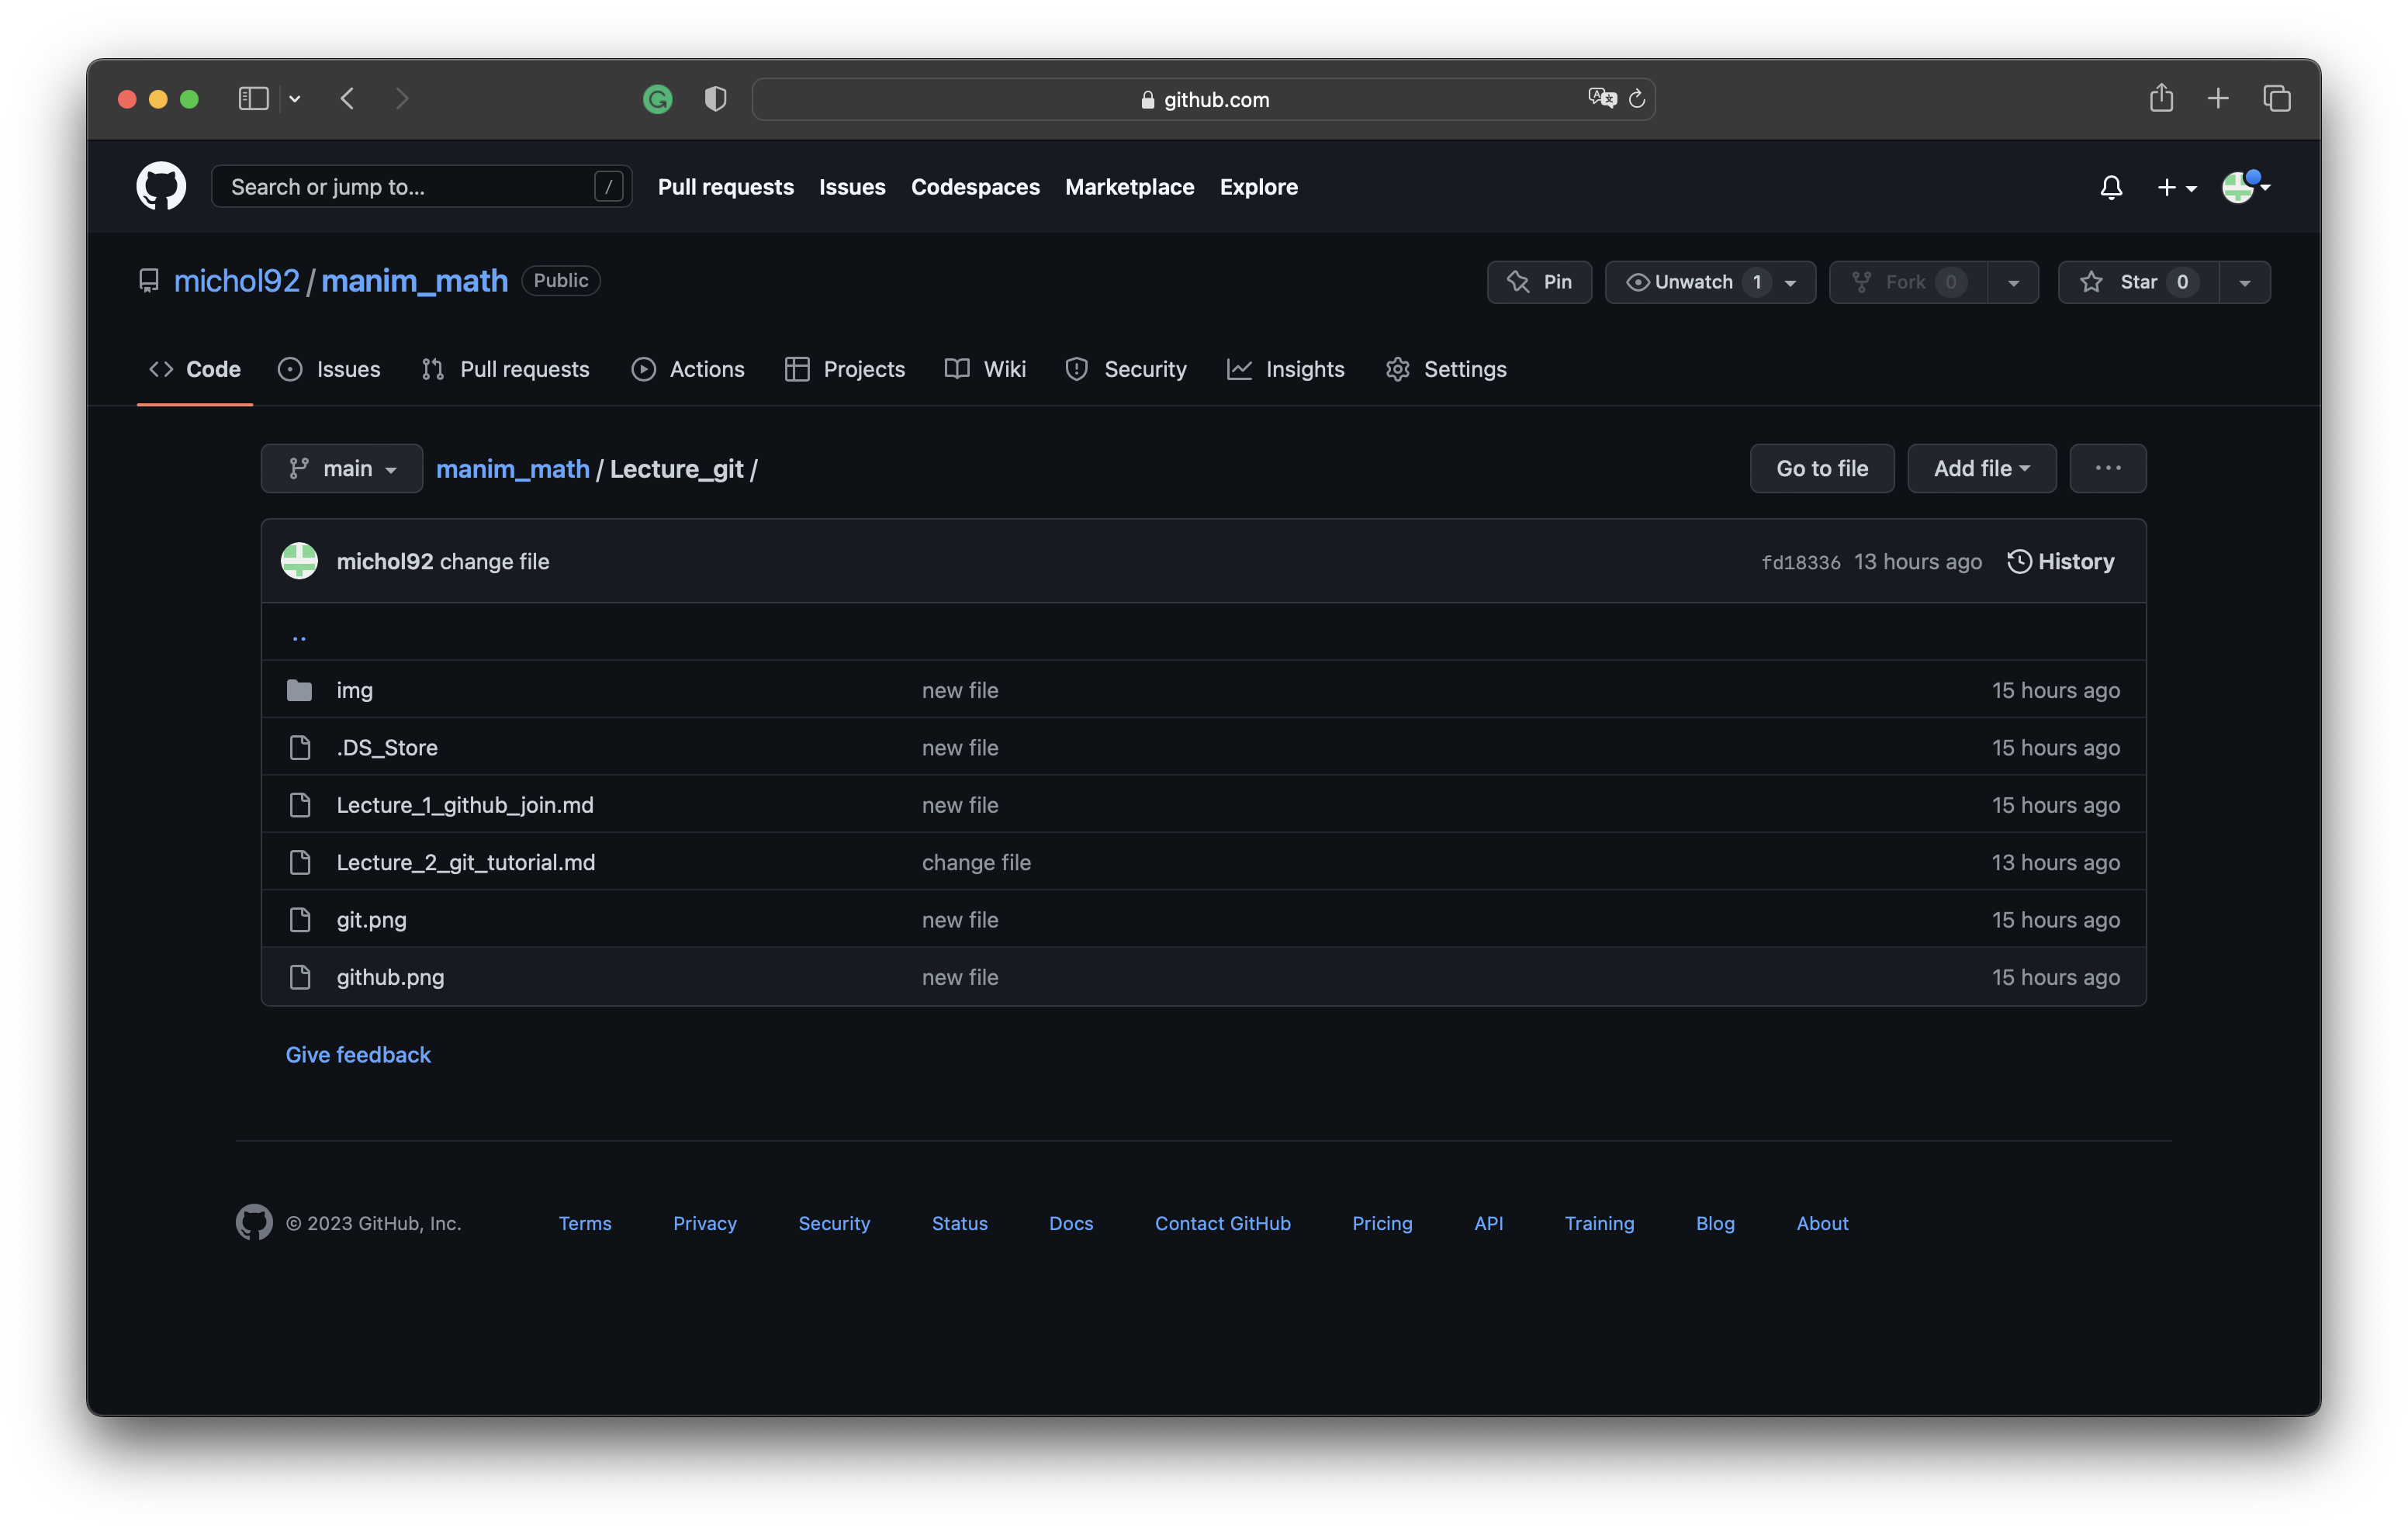 github.com
Search or jump to... / Pull requests Issues Codespaces Marketplace Explore
michol92 / manim_math Public Pin Unwatch 1 Fork 0 Star 0
Code Issues Pull requests Actions Projects Wiki Security Insights Settings
main manim_math / Lecture_git / Go to file Add file ...
michol92 change file fd18336 13 hours ago History
..
img new file 15 hours ago
.DS_Store new file 15 hours ago
Lecture_1_github_join.md new file 15 hours ago
Lecture_2_git_tutorial.md change file 13 hours ago
git.png new file 15 hours ago
github.png new file 15 hours ago
Give feedback
© 2023 GitHub, Inc. Terms Privacy Security Status Docs Contact GitHub Pricing API Training Blog About